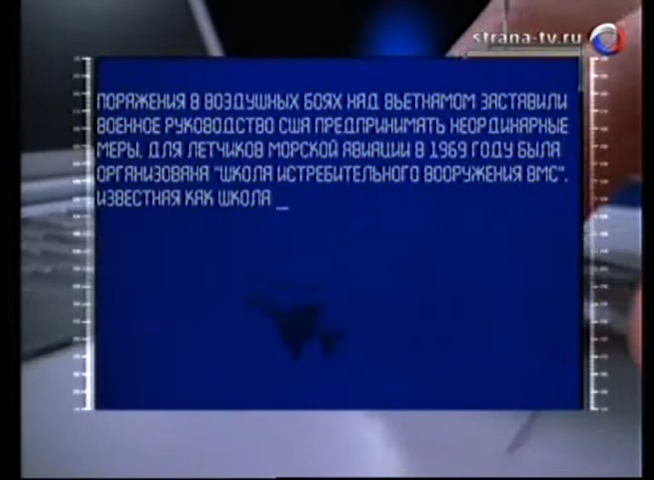 strana-tv.ru
ПОРАЖЕНИЯ В ВОЗДУШНЫХ БОЯХ НАД ВЬЕТНАМОМ ЗАСТАВИЛИ
ВОЕННОЕ РУКОВОДСТВО США ПРЕДПРИНИМАТЬ НЕОРДИНАРНЫЕ
МЕРЫ. ДЛЯ ЛЕТЧИКОВ МОРСКОЙ АВИАЦИИ В 1969 ГОДУ БЫЛА
ОРГАНИЗОВАНА "ШКОЛА ИСТРЕБИТЕЛЬНОГО ВООРУЖЕНИЯ ВМС",
ИЗВЕСТНАЯ КАК ШКОЛА _